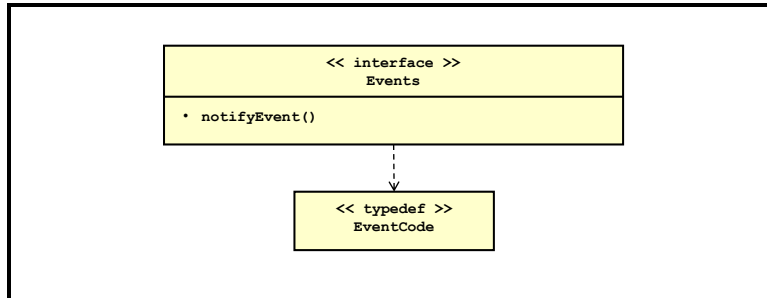 << interface >>
Events
• notifyEvent()
<< typedef >>
EventCode